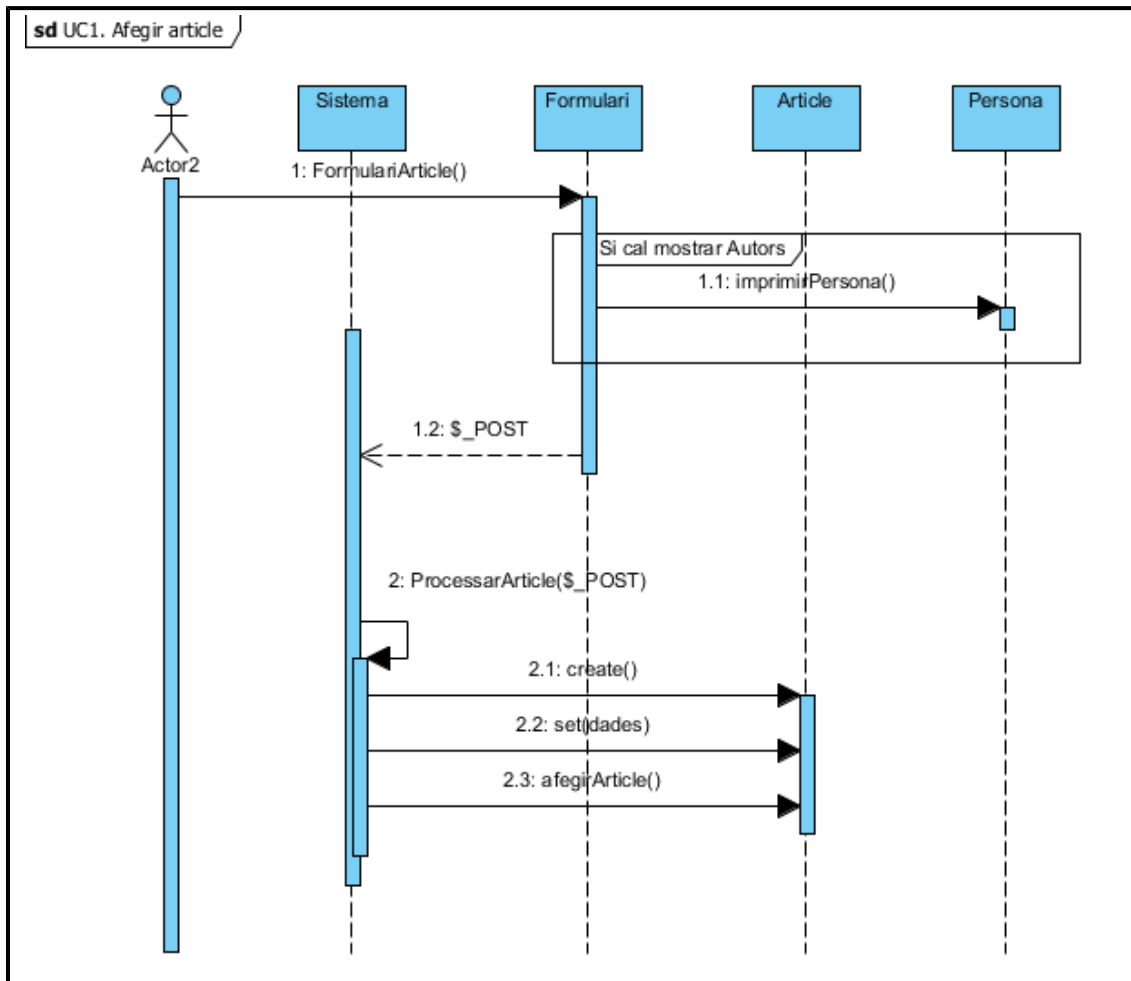 sd UC1. Afegir article
Sistema
Formulari
Article
Persona
Actor2
1: FormulariArticle()
Si cal mostrar Autors
1.1: imprimirPersona()
1.2: $_POST
2: ProcessarArticle($_POST)
2.1: create()
2.2: set(dades)
2.3: afegirArticle()